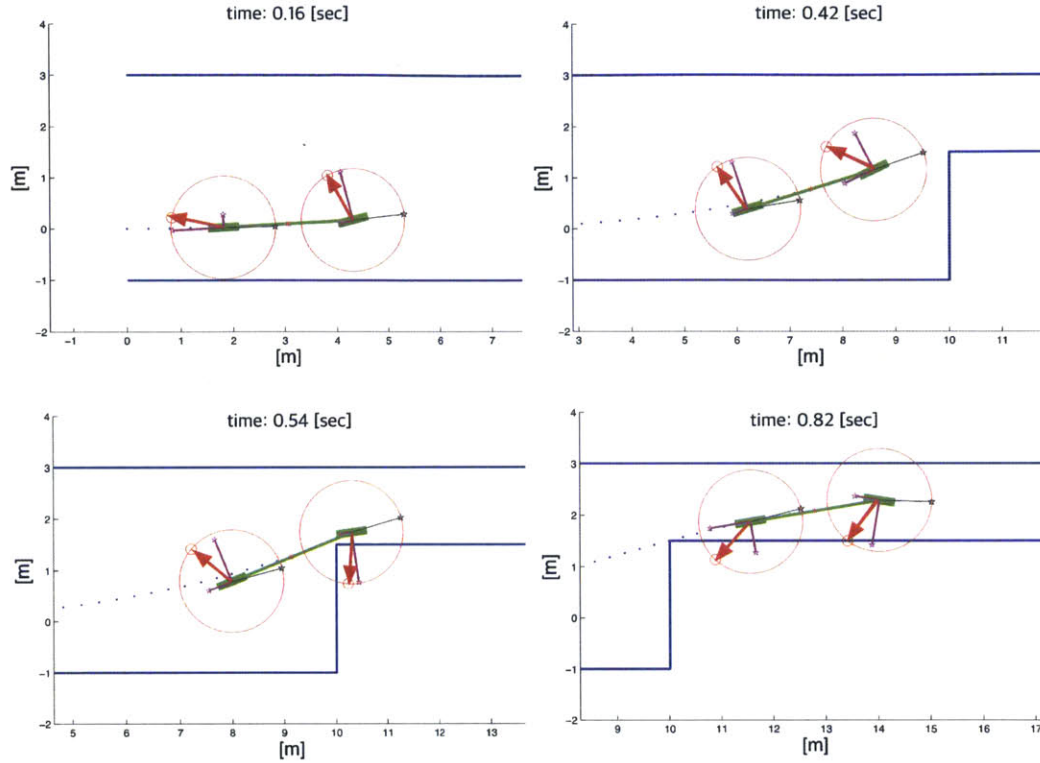 time: 0.16 [sec]
4
3
2
1
0
−1
−2
[m]
−1 0 1 2 3 4 5 6 7
[m]
time: 0.42 [sec]
4
3
2
1
0
−1
−2
[m]
3 4 5 6 7 8 9 10 11
[m]
time: 0.54 [sec]
4
3
2
1
0
−1
−2
[m]
5 6 7 8 9 10 11 12 13
[m]
time: 0.82 [sec]
4
3
2
1
0
−1
−2
[m]
9 10 11 12 13 14 15 16 17
[m]